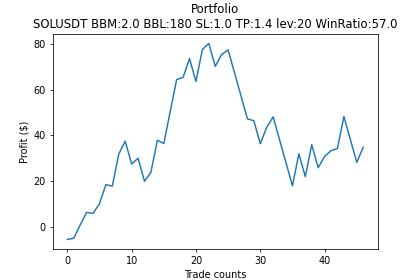 Portfolio
SOLUSDT BBM:2.0 BBL:180 SL:1.0 TP:1.4 lev:20 WinRatio:57.0
80
60
40
20
0
Profit ($)
0 10 20 30 40
Trade counts